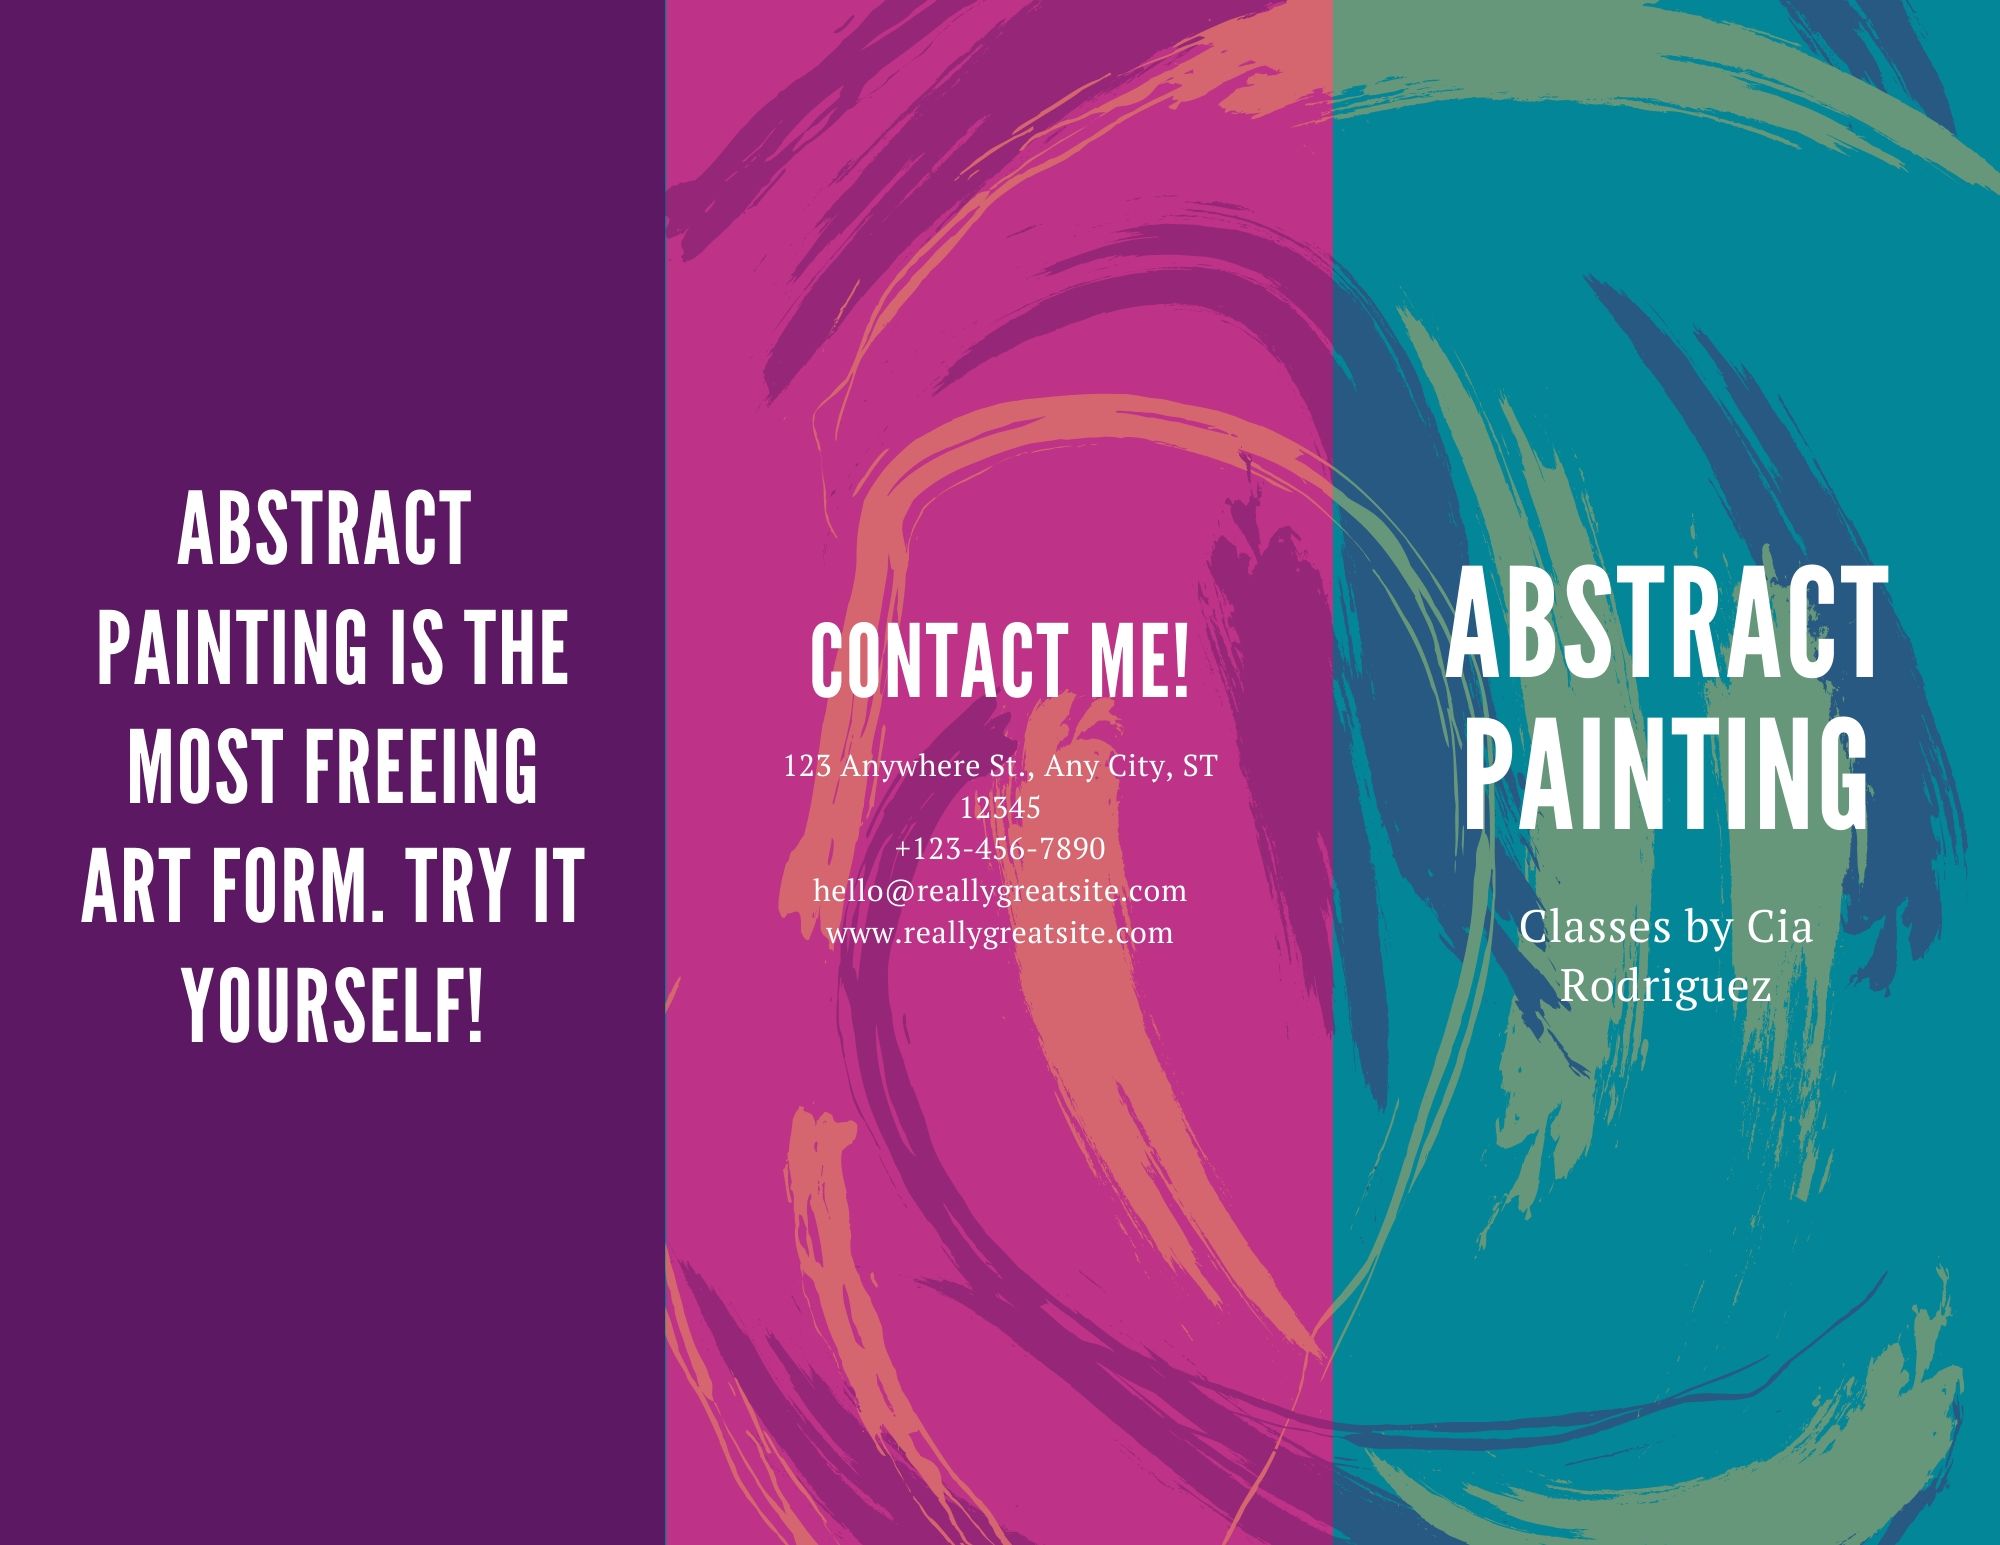 ABSTRACT
PAINTING IS THE
MOST FREEING
ART FORM. TRY IT
YOURSELF!
CONTACT ME!
123 Anywhere St., Any City, ST
12345
+123-456-7890
hello@reallygreatsite.com
www.reallygreatsite.com
ABSTRACT
PAINTING
Classes by Cia
Rodriguez